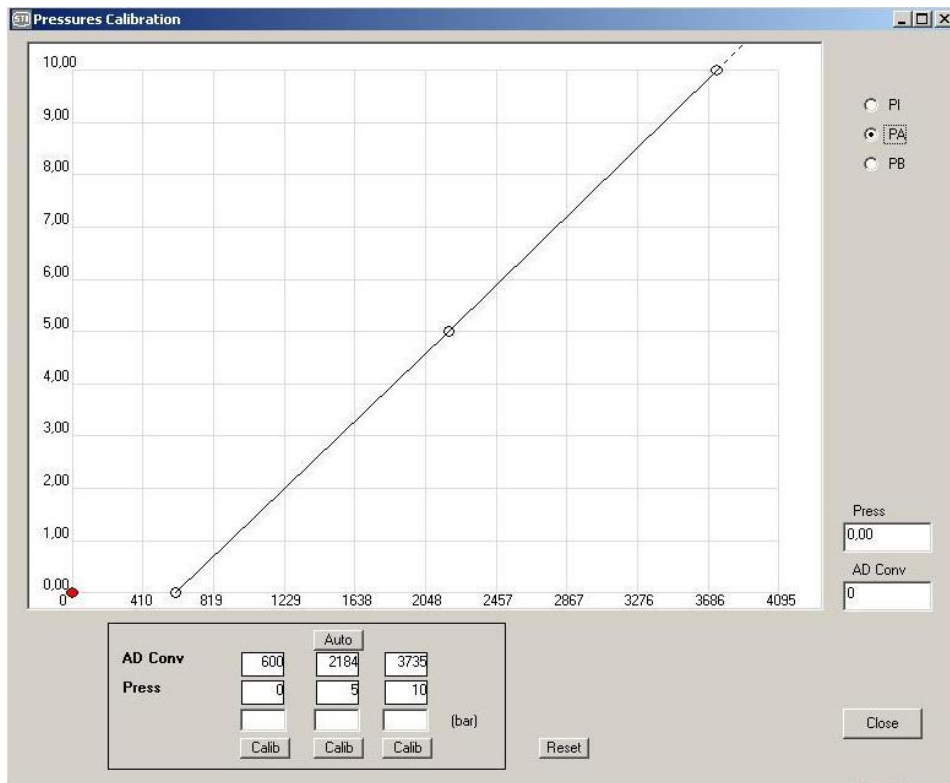 STI Pressures Calibration
10,00
9,00
8,00
7,00
6,00
5,00
4,00
3,00
2,00
1,00
0,00
0 410 819 1229 1638 2048 2457 2867 3276 3686 4095
PI
PA
PB
Press
0,00
AD Conv
0
Auto
AD Conv 600 2184 3735
Press 0 5 10
(bar)
Calib Calib Calib
Reset
Close